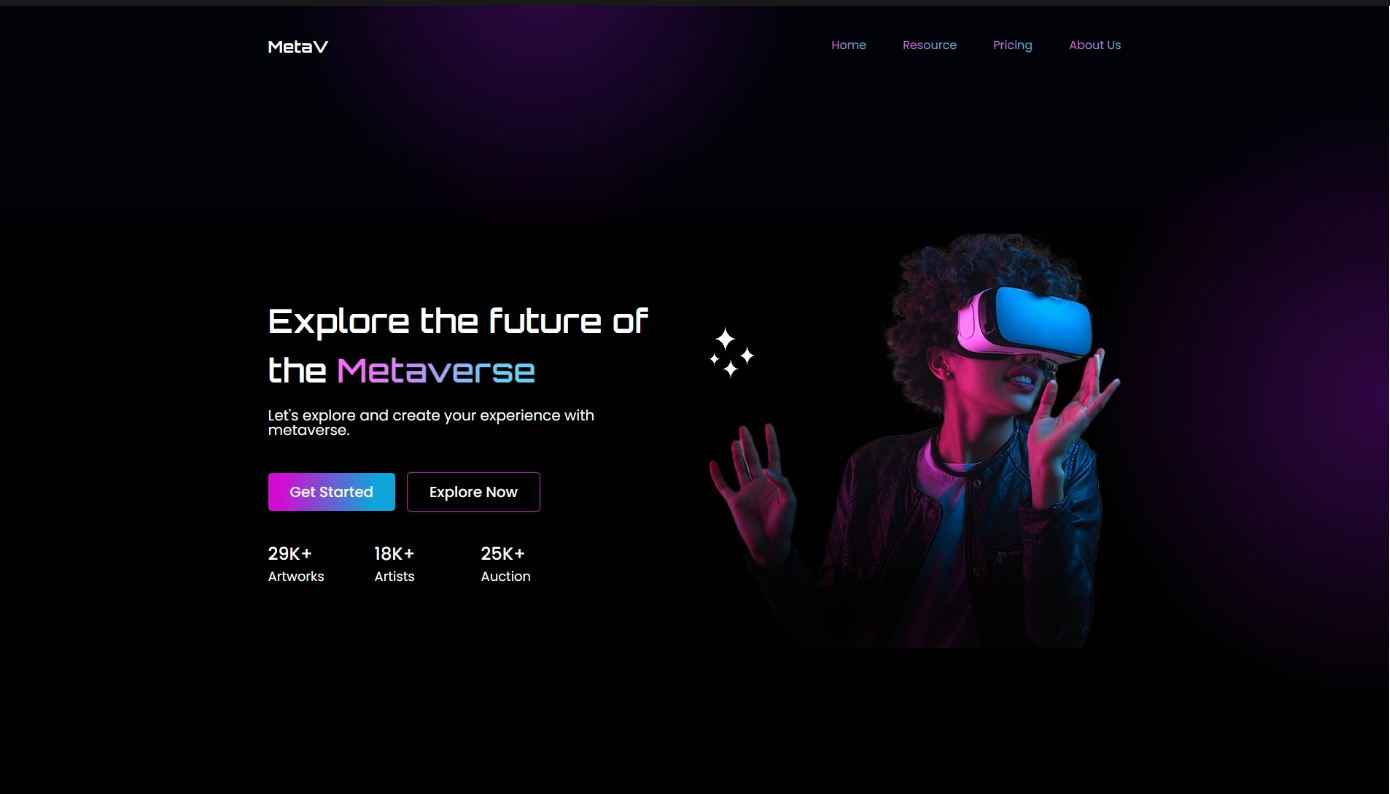 MetaV
Home Resource Pricing About Us
Explore the future of
the Metaverse
Let's explore and create your experience with
metaverse.
Get Started Explore Now
29K+ 18K+ 25K+
Artworks Artists Auction